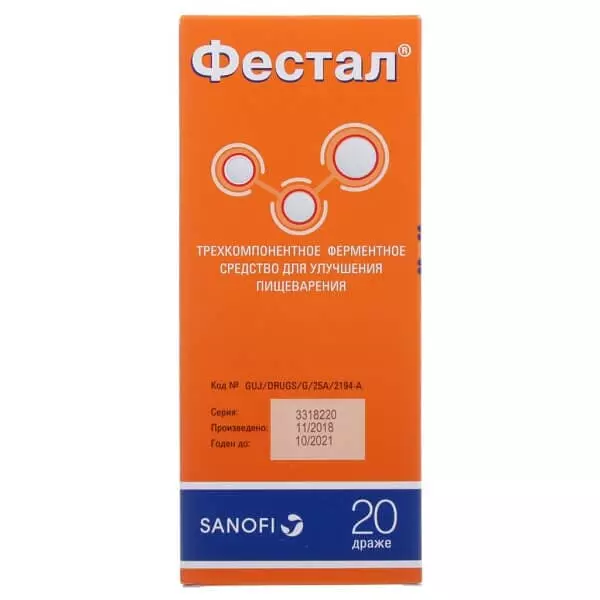 Фестал®
ТРЕХКОМПОНЕНТНОЕ ФЕРМЕНТНОЕ
СРЕДСТВО ДЛЯ УЛУЧШЕНИЯ
ПИЩЕВАРЕНИЯ
Код № GUJ/DRUGS/G/25A/2194-A
Серия: 3318220
Произведено: 11/2018
Годен до: 10/2021
SANOFI
20
драже